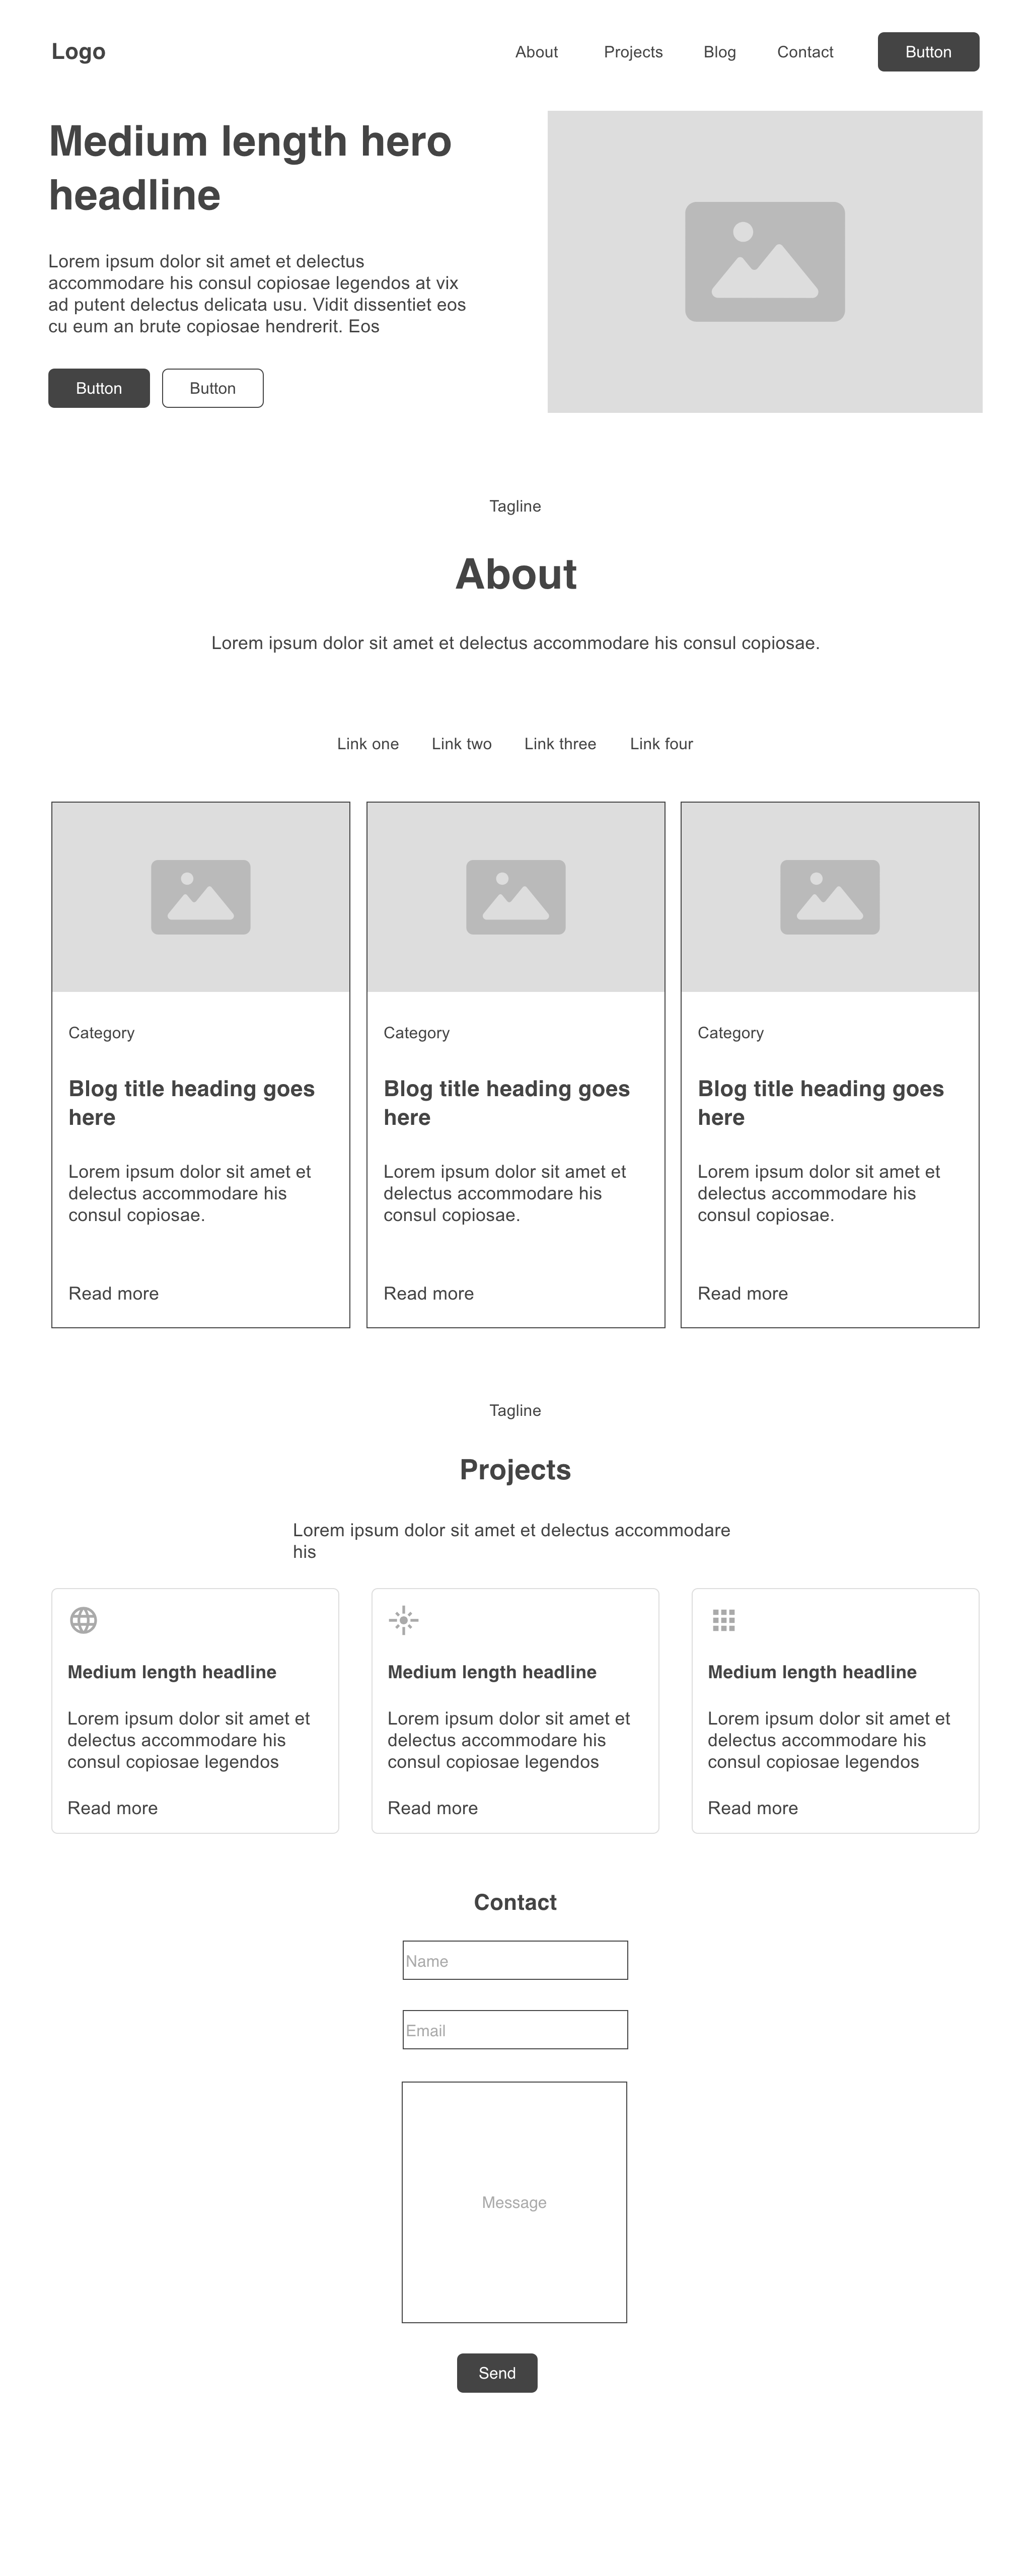 Logo
About
Projects
Blog
Contact
Button
Medium length hero
headline
Lorem ipsum dolor sit amet et delectus
accommodare his consul copiosae legendos at vix
ad putent delectus delicata usu. Vidit dissentiet eos
cu eum an brute copiosae hendrerit. Eos
Button
Button
Tagline
About
Lorem ipsum dolor sit amet et delectus accommodare his consul copiosae.
Link one
Link two
Link three
Link four
Category
Blog title heading goes
here
Lorem ipsum dolor sit amet et
delectus accommodare his
consul copiosae.
Read more
Category
Blog title heading goes
here
Lorem ipsum dolor sit amet et
delectus accommodare his
consul copiosae.
Read more
Category
Blog title heading goes
here
Lorem ipsum dolor sit amet et
delectus accommodare his
consul copiosae.
Read more
Tagline
Projects
Lorem ipsum dolor sit amet et delectus accommodare
his
Medium length headline
Lorem ipsum dolor sit amet et
delectus accommodare his
consul copiosae legendos
Read more
Medium length headline
Lorem ipsum dolor sit amet et
delectus accommodare his
consul copiosae legendos
Read more
Medium length headline
Lorem ipsum dolor sit amet et
delectus accommodare his
consul copiosae legendos
Read more
Contact
Name
Email
Message
Send